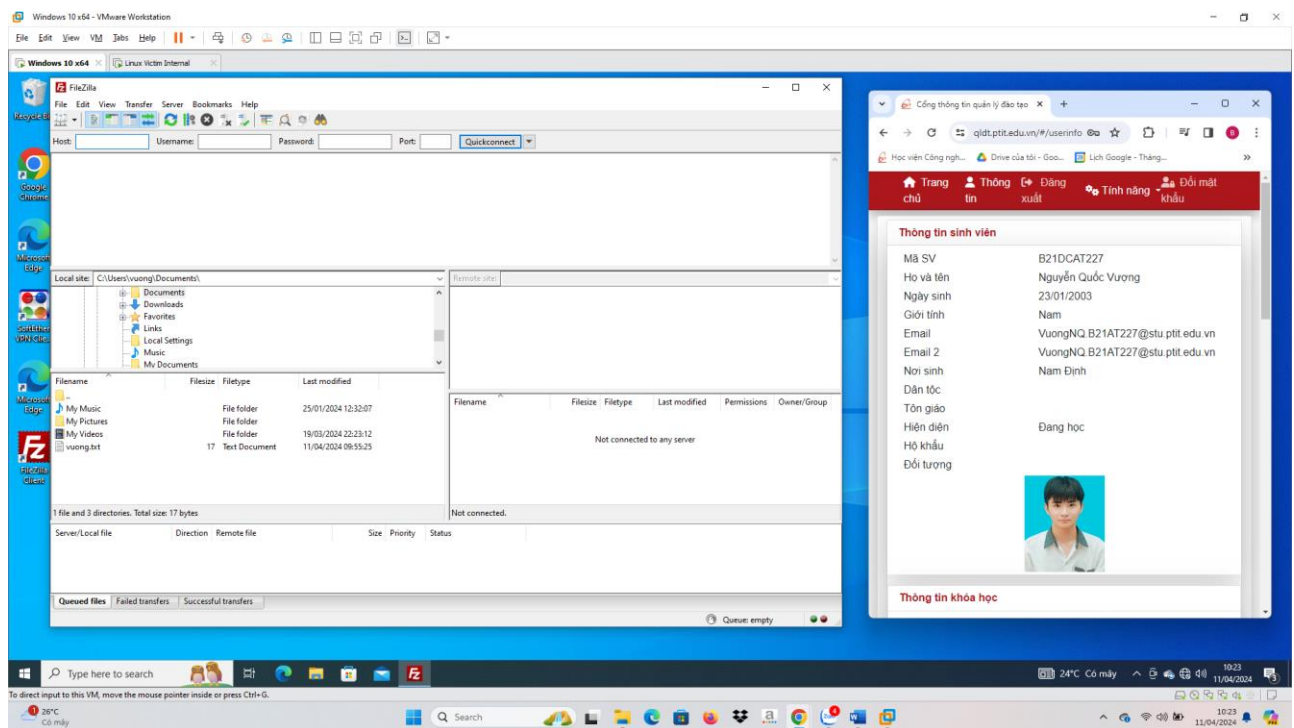 Windows 10 x64 - VMware Workstation
File Edit View VM Tabs Help
Windows 10 x64 Linux Victim Internal
Recycle Bi
Google Chrome
Microsoft Edge
SoftEther VPN Clie...
Microsoft Edge
FileZilla Client
FileZilla
File Edit View Transfer Server Bookmarks Help
Host: Username: Password: Port: Quickconnect
Local site: C:\Users\vuong\Documents\
Remote site:
Documents
Downloads
Favorites
Links
Local Settings
Music
My Documents
Filename Filesize Filetype Last modified
..
My Music File folder 25/01/2024 12:32:07
My Pictures File folder
My Videos File folder 19/03/2024 22:23:12
vuong.txt 17 Text Document 11/04/2024 09:55:25
1 file and 3 directories. Total size: 17 bytes
Filename Filesize Filetype Last modified Permissions Owner/Group
Not connected to any server
Not connected.
Server/Local file Direction Remote file Size Priority Status
Queued files Failed transfers Successful transfers
Queue: empty
Cổng thông tin quản lý đào tạo
qldt.ptit.edu.vn/#/userinfo
Học viện Công ngh... Drive của tôi - Goo... Lịch Google - Tháng...
Trang chủ Thông tin Đăng xuất Tính năng Đổi mật khẩu
Thông tin sinh viên
Mã SV B21DCAT227
Họ và tên Nguyễn Quốc Vượng
Ngày sinh 23/01/2003
Giới tính Nam
Email VuongNQ.B21AT227@stu.ptit.edu.vn
Email 2 VuongNQ.B21AT227@stu.ptit.edu.vn
Nơi sinh Nam Định
Dân tộc
Tôn giáo
Hiện diện Đang học
Hộ khẩu
Đối tượng
Thông tin khóa học
Type here to search
24°C Có mây
10:23
11/04/2024
To direct input to this VM, move the mouse pointer inside or press Ctrl+G.
26°C
Có mây
Search
10:23
11/04/2024